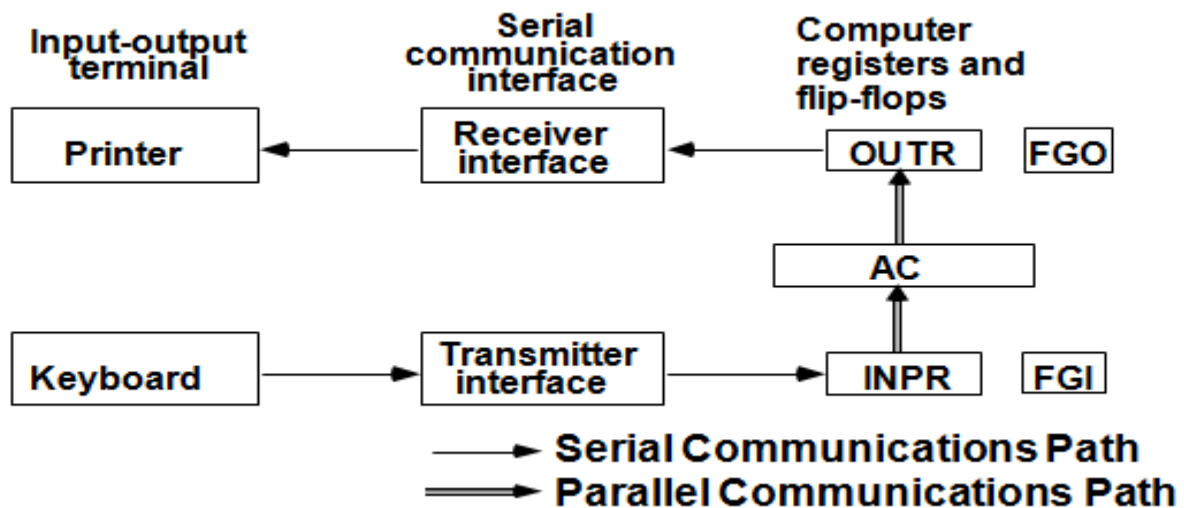 Input-output
terminal
Serial
communication
interface
Computer
registers and
flip-flops
Printer
Receiver
interface
OUTR
FGO
AC
Keyboard
Transmitter
interface
INPR
FGI
Serial Communications Path
Parallel Communications Path